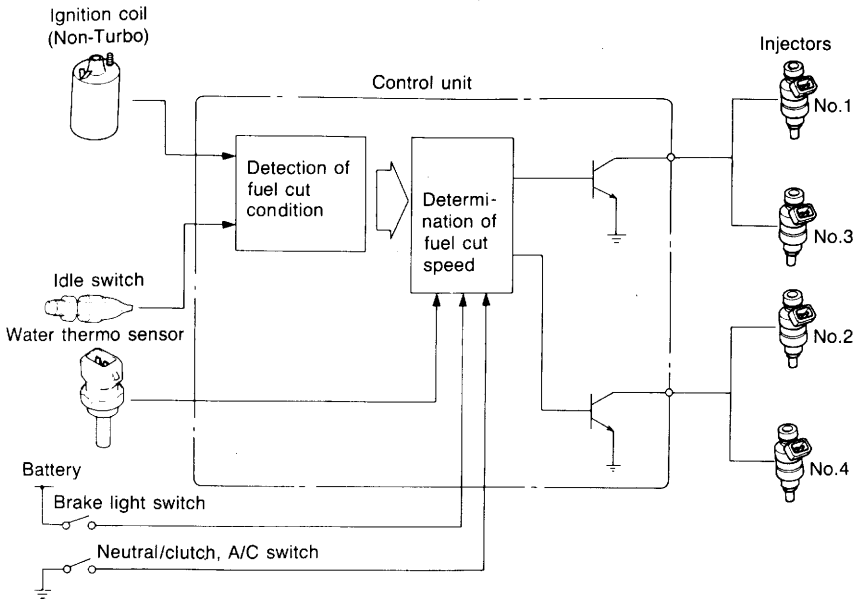 Ignition coil
(Non-Turbo)
Injectors
Control unit
No.1
Detection of
fuel cut
condition
Determi-
nation of
fuel cut
speed
No.3
Idle switch
Water thermo sensor
No.2
Battery
No.4
Brake light switch
Neutral/clutch, A/C switch